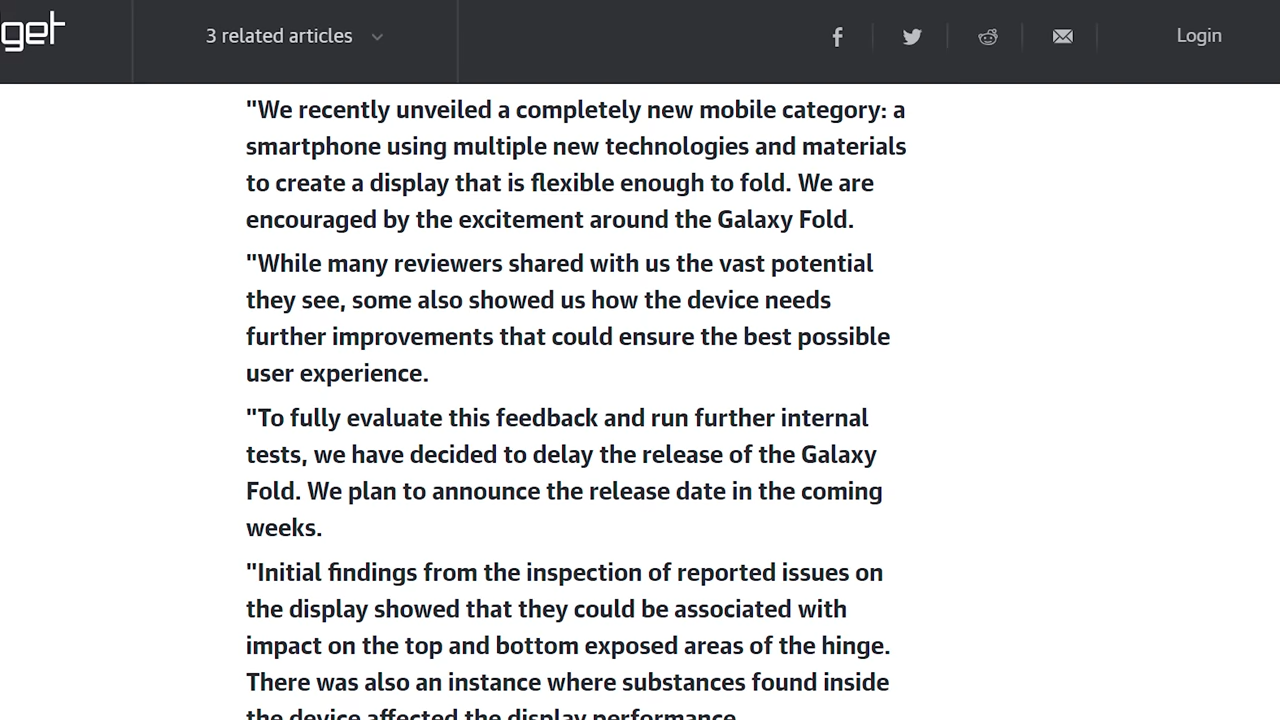 get
3 related articles
Login
"We recently unveiled a completely new mobile category: a
smartphone using multiple new technologies and materials
to create a display that is flexible enough to fold. We are
encouraged by the excitement around the Galaxy Fold.
"While many reviewers shared with us the vast potential
they see, some also showed us how the device needs
further improvements that could ensure the best possible
user experience.
"To fully evaluate this feedback and run further internal
tests, we have decided to delay the release of the Galaxy
Fold. We plan to announce the release date in the coming
weeks.
"Initial findings from the inspection of reported issues on
the display showed that they could be associated with
impact on the top and bottom exposed areas of the hinge.
There was also an instance where substances found inside
the device affected the display performance.